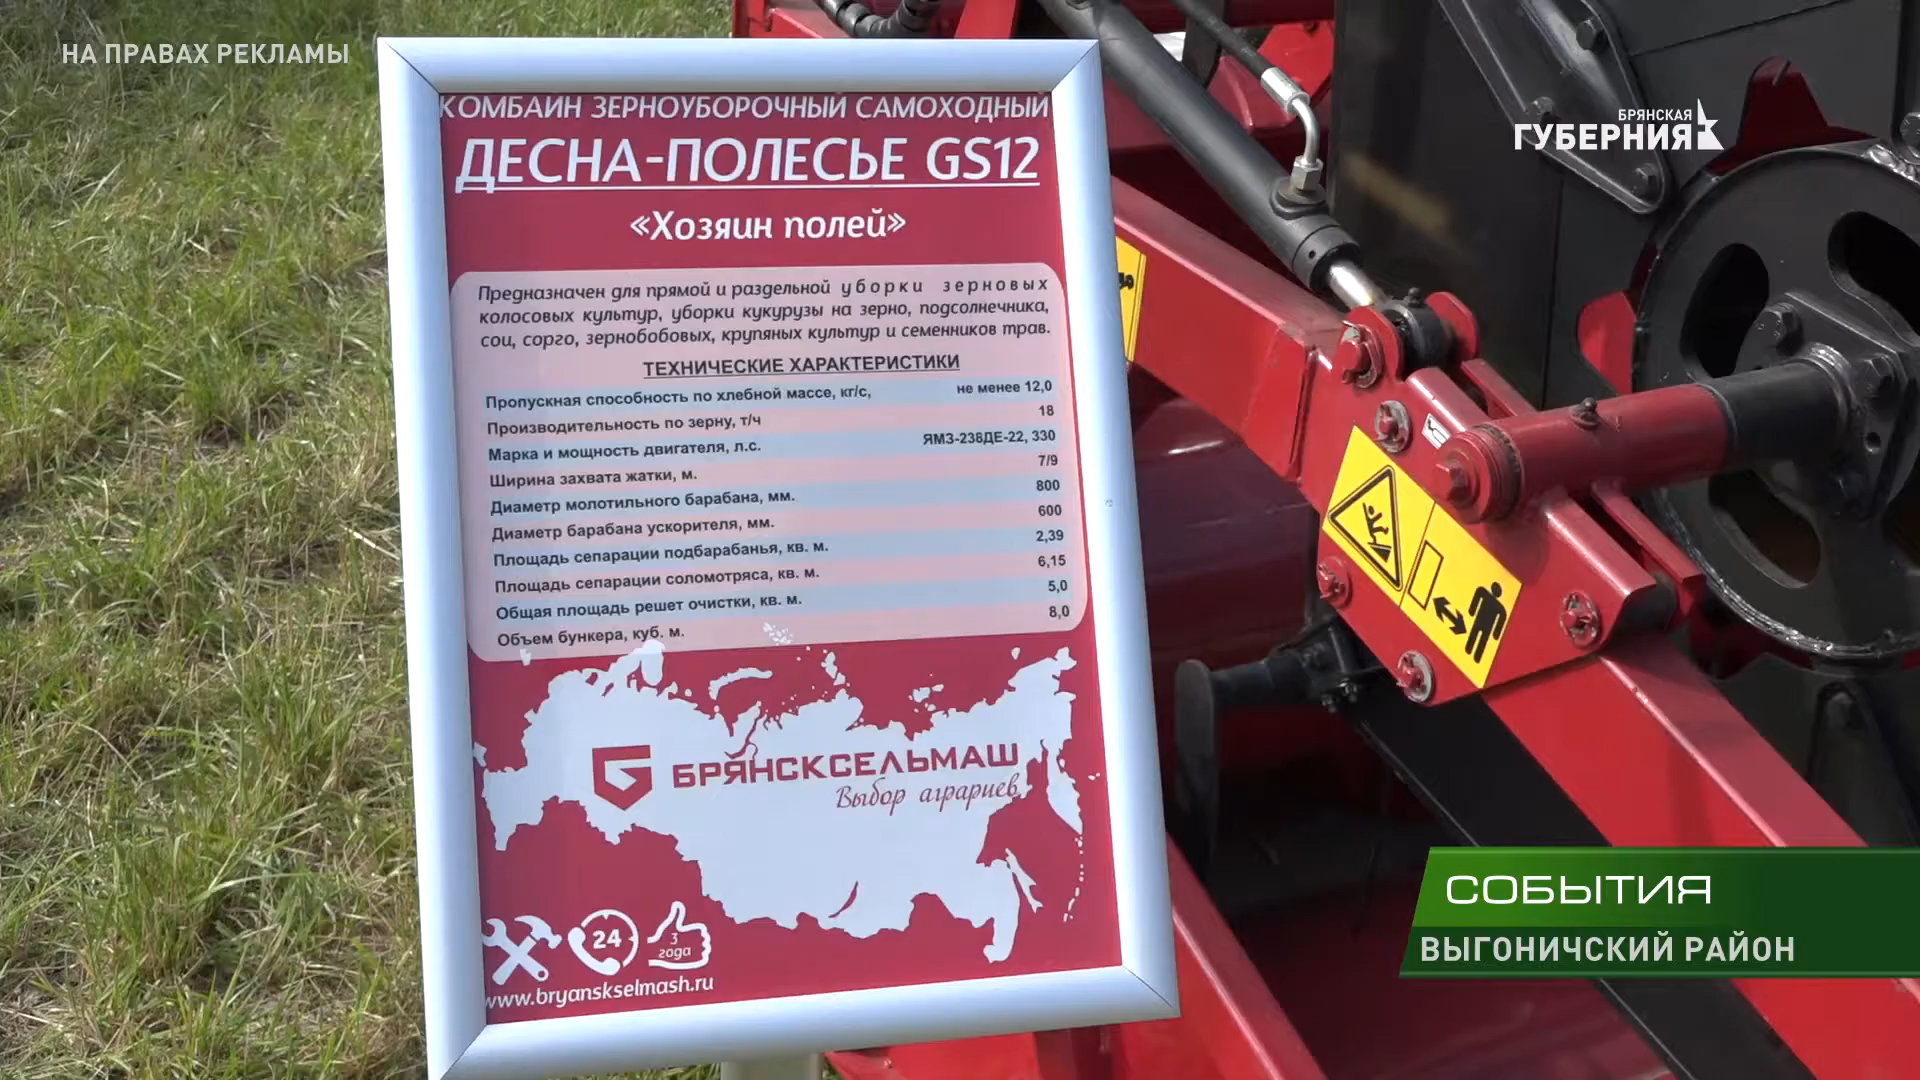 НА ПРАВАХ РЕКЛАМЫ
БРЯНСКАЯ
ГУБЕРНИЯ
КОМБАЙН ЗЕРНОУБОРОЧНЫЙ САМОХОДНЫЙ
ДЕСНА-ПОЛЕСЬЕ GS12
«Хозяин полей»
Предназначен для прямой и раздельной уборки зерновых
колосовых культур, уборки кукурузы на зерно, подсолнечника,
сои, сорго, зернобобовых, крупяных культур и семенников трав.
ТЕХНИЧЕСКИЕ ХАРАКТЕРИСТИКИ
Пропускная способность по хлебной массе, кг/с, не менее 12,0
Производительность по зерну, т/ч 18
Марка и мощность двигателя, л.с. ЯМЗ-238ДЕ-22, 330
Ширина захвата жатки, м. 7/9
Диаметр молотильного барабана, мм. 800
Диаметр барабана ускорителя, мм. 600
Площадь сепарации подбарабанья, кв. м. 2,39
Площадь сепарации соломотряса, кв. м. 6,15
Общая площадь решет очистки, кв. м. 5,0
Объем бункера, куб. м. 8,0
БРЯНСКСЕЛЬМАШ
Выбор аграриев
24
3
года
www.bryanskselmash.ru
СОБЫТИЯ
ВЫГОНИЧСКИЙ РАЙОН